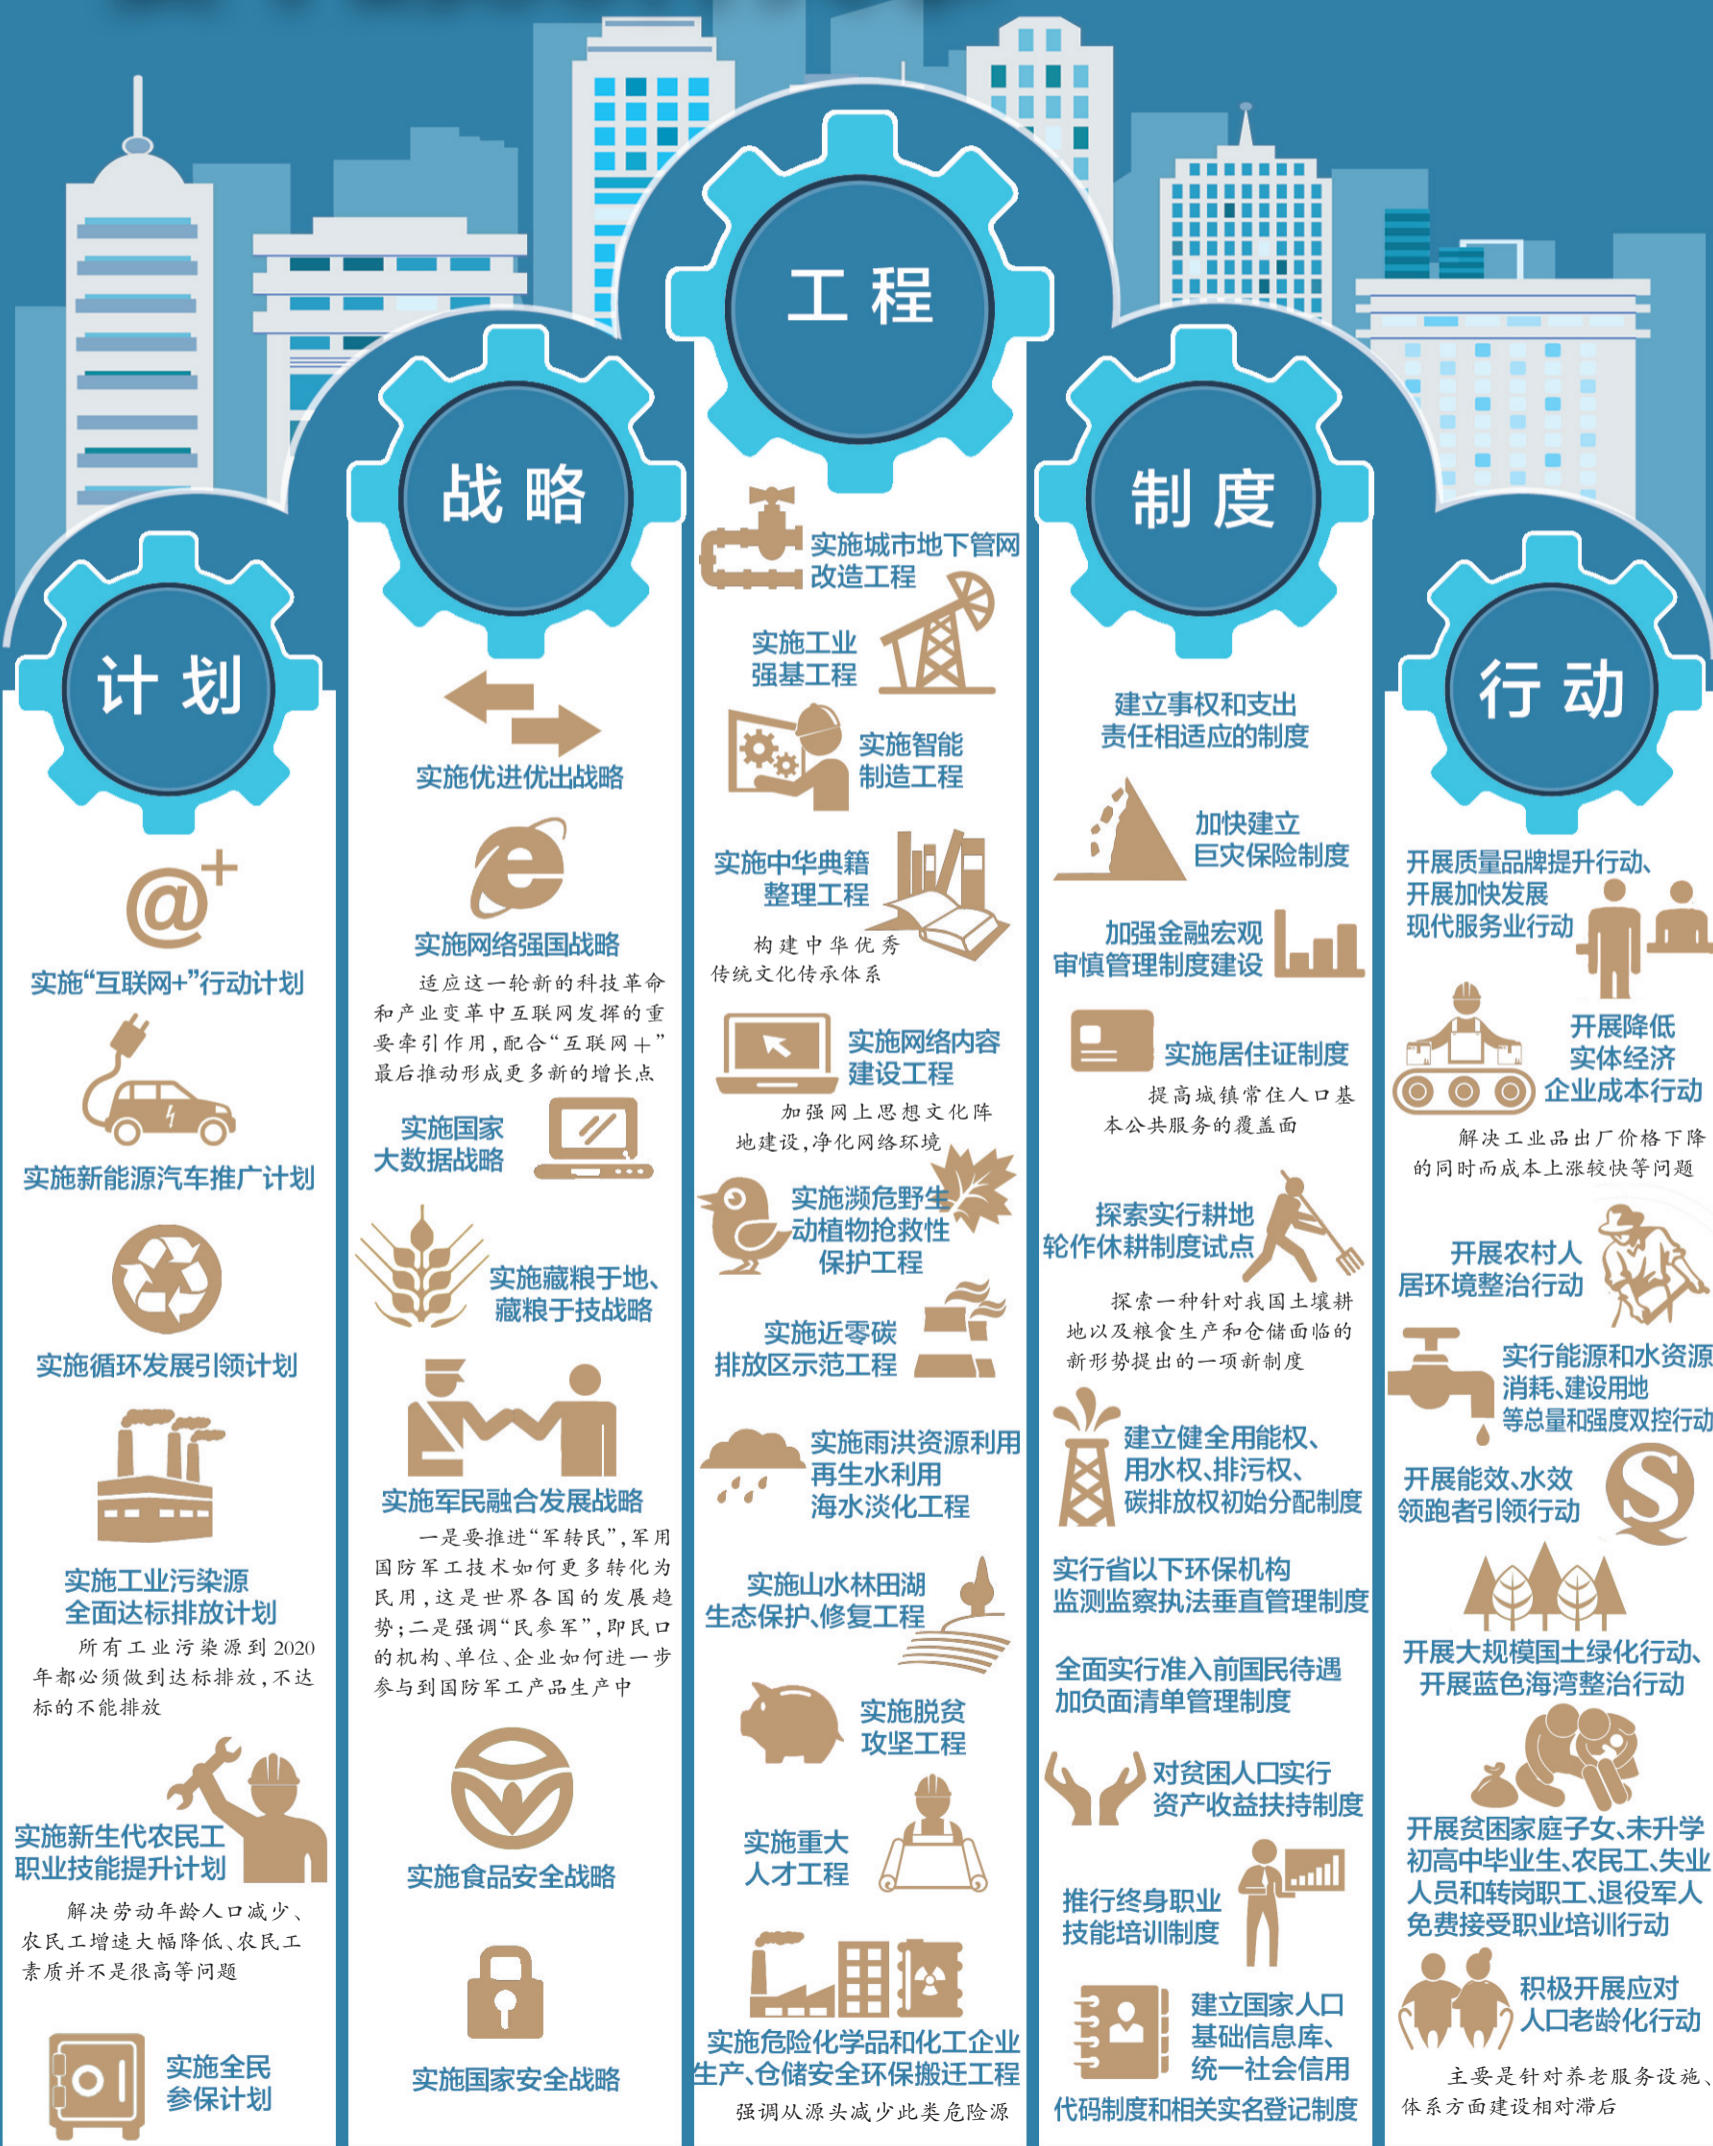 计划
实施“互联网+”行动计划
实施新能源汽车推广计划
实施循环发展引领计划
实施工业污染源
全面达标排放计划
所有工业污染源到2020
年都必须做到达标排放,不达
标的不能排放
实施新生代农民工
职业技能提升计划
解决劳动年龄人口减少、
农民工增速大幅降低、农民工
素质并不是很高等问题
实施全民
参保计划
战略
实施优进优出战略
实施网络强国战略
适应这一轮新的科技革命
和产业变革中互联网发挥的重
要牵引作用,配合“互联网+”
最后推动形成更多新的增长点
实施国家
大数据战略
实施藏粮于地、
藏粮于技战略
实施军民融合发展战略
一是要推进“军转民”,军用
国防军工技术如何更多转化为
民用,这是世界各国的发展趋
势;二是强调“民参军”,即民口
的机构、单位、企业如何进一步
参与到国防军工产品生产中
实施食品安全战略
实施国家安全战略
工程
实施城市地下管网
改造工程
实施工业
强基工程
实施智能
制造工程
实施中华典籍
整理工程
构建中华优秀
传统文化传承体系
实施网络内容
建设工程
加强网上思想文化阵
地建设,净化网络环境
实施濒危野生
动植物抢救性
保护工程
实施近零碳
排放区示范工程
实施雨洪资源利用
再生水利用
海水淡化工程
实施山水林田湖
生态保护、修复工程
实施脱贫
攻坚工程
实施重大
人才工程
实施危险化学品和化工企业
生产、仓储安全环保搬迁工程
强调从源头减少此类危险源
制度
建立事权和支出
责任相适应的制度
加快建立
巨灾保险制度
加强金融宏观
审慎管理制度建设
实施居住证制度
提高城镇常住人口基
本公共服务的覆盖面
探索实行耕地
轮作休耕制度试点
探索一种针对我国土壤耕
地以及粮食生产和仓储面临的
新形势提出的一项新制度
建立健全用能权、
用水权、排污权、
碳排放权初始分配制度
实行省以下环保机构
监测监察执法垂直管理制度
全面实行准入前国民待遇
加负面清单管理制度
对贫困人口实行
资产收益扶持制度
推行终身职业
技能培训制度
建立国家人口
基础信息库、
统一社会信用
代码制度和相关实名登记制度
行动
开展质量品牌提升行动、
开展加快发展
现代服务业行动
开展降低
实体经济
企业成本行动
解决工业品出厂价格下降
的同时而成本上涨较快等问题
开展农村人
居环境整治行动
实行能源和水资源
消耗、建设用地
等总量和强度双控行动
开展能效、水效
领跑者引领行动
开展大规模国土绿化行动、
开展蓝色海湾整治行动
开展贫困家庭子女、未升学
初高中毕业生、农民工、失业
人员和转岗职工、退役军人
免费接受职业培训行动
积极开展应对
人口老龄化行动
主要是针对养老服务设施、
体系方面建设相对滞后